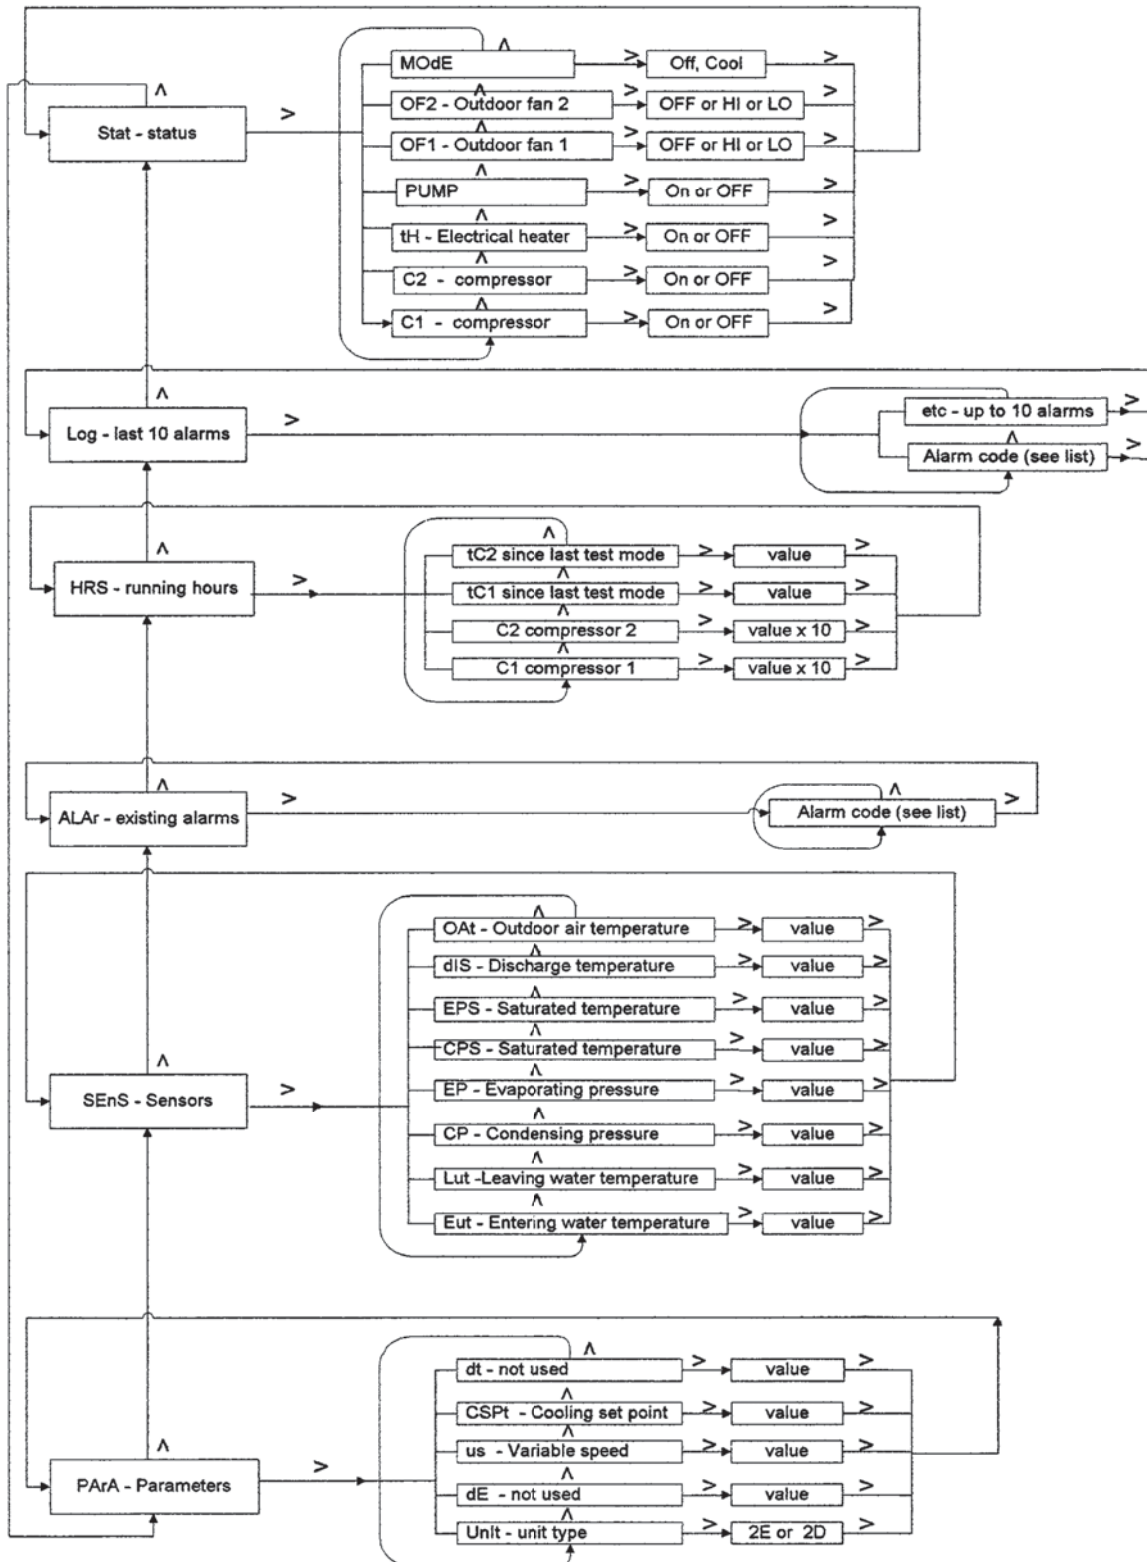 MOdE > Off, Cool >
Stat - status >
OF2 - Outdoor fan 2 > OFF or HI or LO >
OF1 - Outdoor fan 1 > OFF or HI or LO >
PUMP > On or OFF >
tH - Electrical heater > On or OFF >
C2 - compressor > On or OFF >
C1 - compressor > On or OFF >
Log - last 10 alarms >
etc - up to 10 alarms >
Alarm code (see list) >
HRS - running hours >
tC2 since last test mode > value >
tC1 since last test mode > value >
C2 compressor 2 > value x 10 >
C1 compressor 1 > value x 10 >
ALAr - existing alarms >
Alarm code (see list) >
SEnS - Sensors >
OAt - Outdoor air temperature > value >
dIS - Discharge temperature > value >
EPS - Saturated temperature > value >
CPS - Saturated temperature > value >
EP - Evaporating pressure > value >
CP - Condensing pressure > value >
Lut -Leaving water temperature > value >
Eut - Entering water temperature > value >
PArA - Parameters >
dt - not used > value >
CSPt - Cooling set point > value >
us - Variable speed > value >
dE - not used > value >
UnIt - unit type > 2E or 2D >